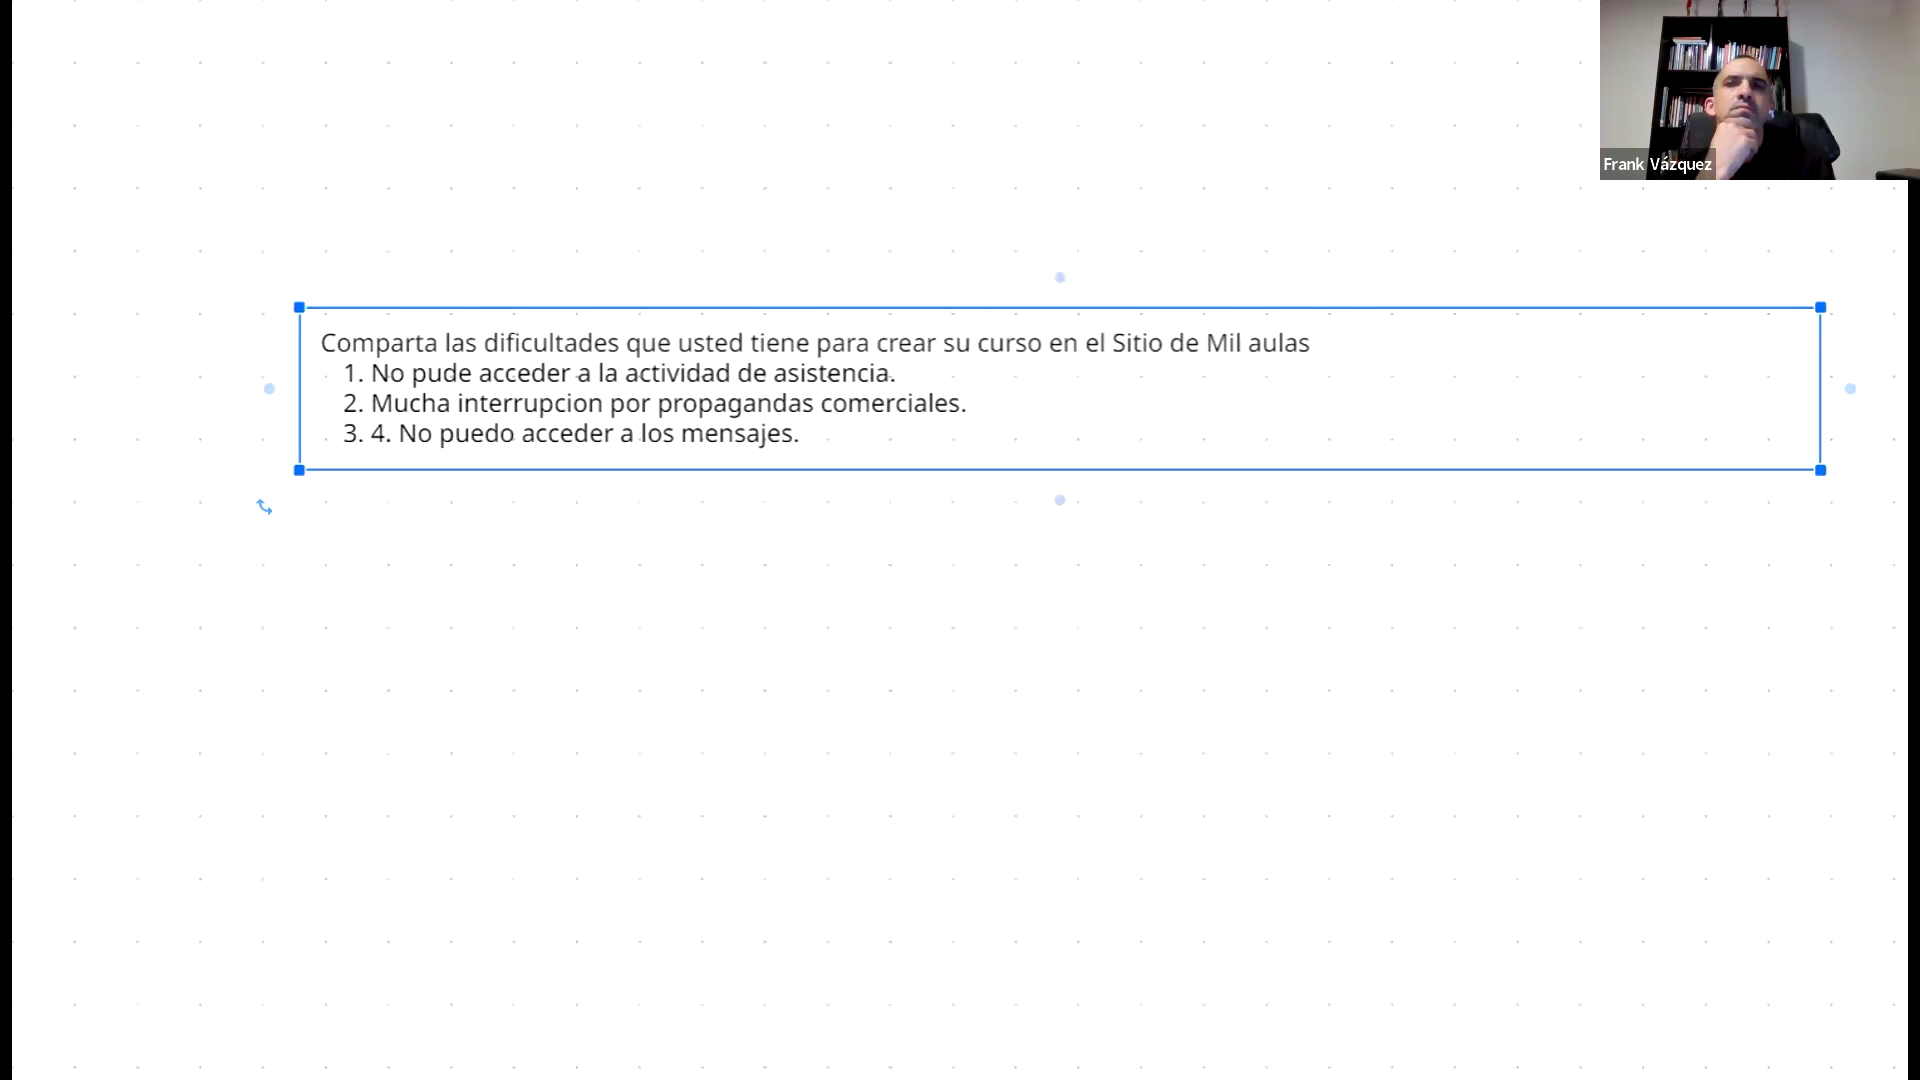 Frank Vázquez
Comparta las dificultades que usted tiene para crear su curso en el Sitio de Mil aulas
1. No pude acceder a la actividad de asistencia.
2. Mucha interrupcion por propagandas comerciales.
3. 4. No puedo acceder a los mensajes.